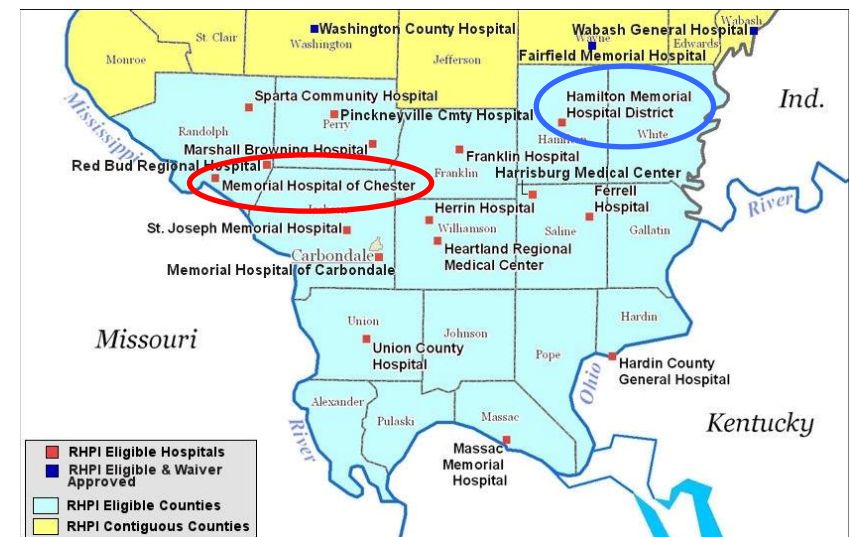 Wabash
Washington County Hospital
Wabash General Hospital
St. Clair
Washington
Wayne
Edwards
Monroe
Jefferson
Fairfield Memorial Hospital
Sparta Community Hospital
Hamilton Memorial
Hospital District
Ind.
Mississippi
Perry
Pinckneyville Cmty Hospital
Randolph
Hamilton
White
Marshall Browning Hospital
Franklin Hospital
Red Bud Regional Hospital
Franklin
Harrisburg Medical Center
Memorial Hospital of Chester
Ferrell
Hospital
River
Jackson
Herrin Hospital
St. Joseph Memorial Hospital
Williamson
Saline
Gallatin
Carbondale
Heartland Regional
Medical Center
Memorial Hospital of Carbondale
Missouri
Union
Johnson
Hardin
Union County
Hospital
Pope
Hardin County
General Hospital
Ohio
Alexander
Pulaski
Massac
Kentucky
River
Massac
Memorial
Hospital
RHPI Eligible Hospitals
RHPI Eligible & Waiver
Approved
RHPI Eligible Counties
RHPI Contiguous Counties